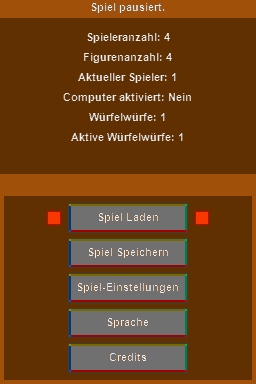 Spiel pausiert.
Spieleranzahl: 4
Figurenanzahl: 4
Aktueller Spieler: 1
Computer aktiviert: Nein
Würfelwürfe: 1
Aktive Würfelwürfe: 1
Spiel Laden
Spiel Speichern
Spiel-Einstellungen
Sprache
Credits